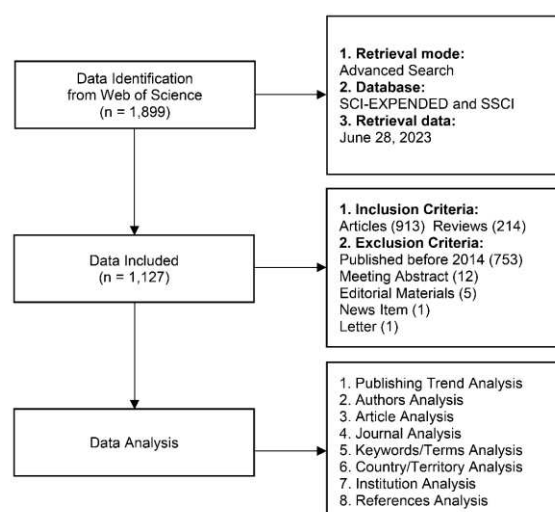 Data Identification
from Web of Science
(n = 1,899)
1. Retrieval mode:
Advanced Search
2. Database:
SCI-EXPENDED and SSCI
3. Retrieval data:
June 28, 2023
Data Included
(n = 1,127)
1. Inclusion Criteria:
Articles (913) Reviews (214)
2. Exclusion Criteria:
Published before 2014 (753)
Meeting Abstract (12)
Editorial Materials (5)
News Item (1)
Letter (1)
Data Analysis
1. Publishing Trend Analysis
2. Authors Analysis
3. Article Analysis
4. Journal Analysis
5. Keywords/Terms Analysis
6. Country/Territory Analysis
7. Institution Analysis
8. References Analysis